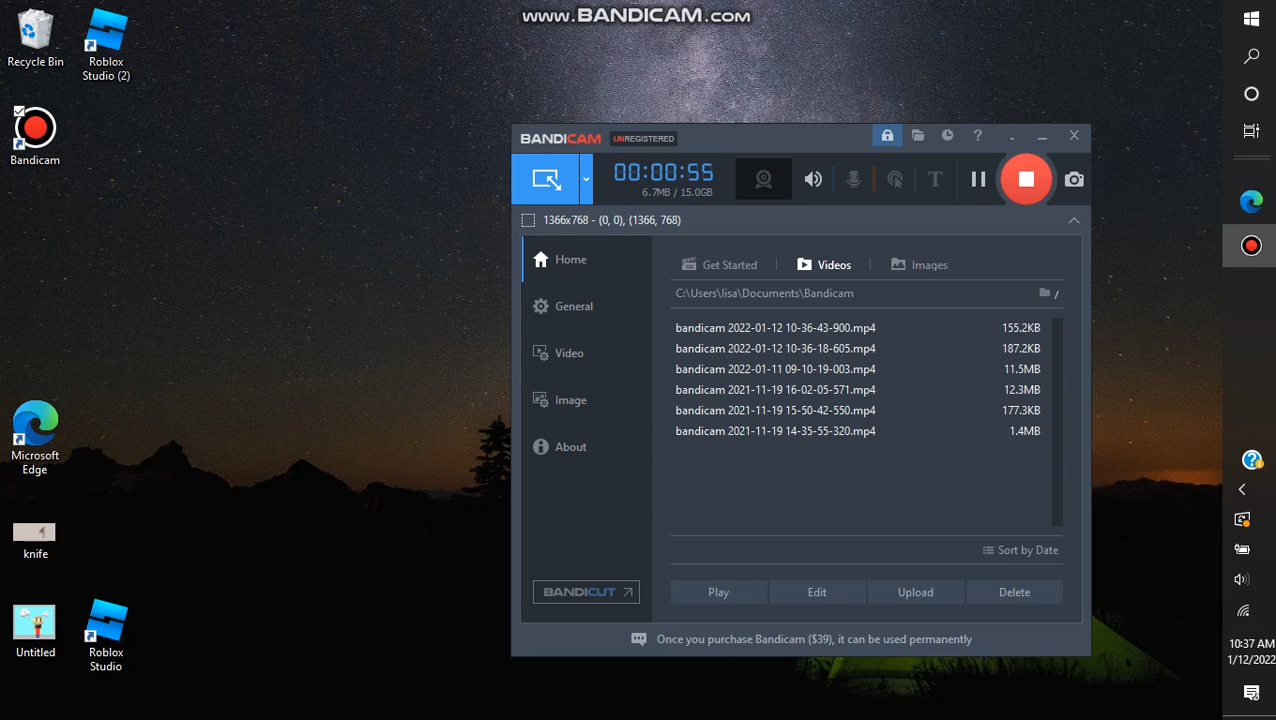 www.BANDICAM.com
Recycle Bin
Roblox
Studio (2)
Bandicam
Microsoft
Edge
knife
Untitled
Roblox
Studio
BANDICAM UNREGISTERED
?
00:00:55
6.7MB / 15.0GB
T
1366x768 - (0, 0), (1366, 768)
Home
General
Video
Image
About
BANDICUT
Get Started
Videos
Images
C:\Users\lisa\Documents\Bandicam
/
bandicam 2022-01-12 10-36-43-900.mp4 155.2KB
bandicam 2022-01-12 10-36-18-605.mp4 187.2KB
bandicam 2022-01-11 09-10-19-003.mp4 11.5MB
bandicam 2021-11-19 16-02-05-571.mp4 12.3MB
bandicam 2021-11-19 15-50-42-550.mp4 177.3KB
bandicam 2021-11-19 14-35-55-320.mp4 1.4MB
Sort by Date
Play Edit Upload Delete
Once you purchase Bandicam ($39), it can be used permanently
10:37 AM
1/12/2022